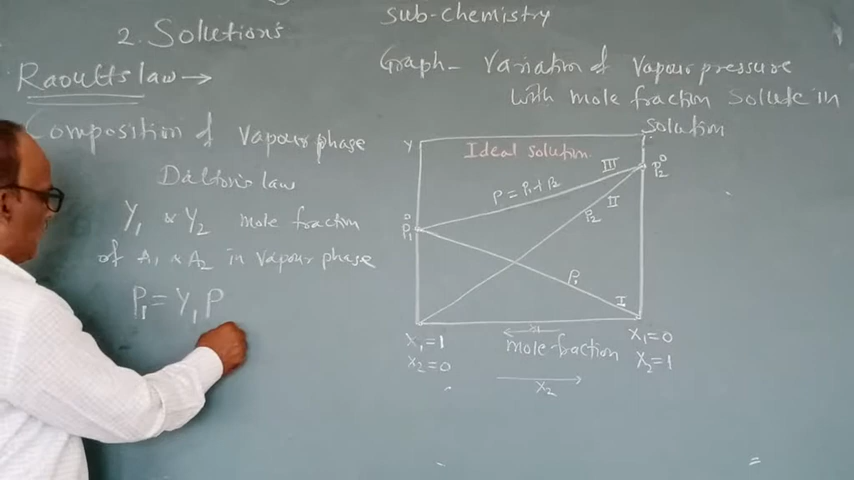 Sub-chemistry
2. Solutions
Raoults law →
Composition of Vapour phase
Dalton's law
Y₁ & Y₂ mole fraction
of A₁ & A₂ in vapour phase
P₁ = Y₁ P
Graph - Variation of Vapour pressure
with mole fraction Solute in
solution
Y
Ideal solution
III
P₂⁰
P = P₁ + P₂
II
P₂
P₁⁰
P₁
I
X₁=1
X₁=0
mole fraction
X₂=0
X₂=1
X₂